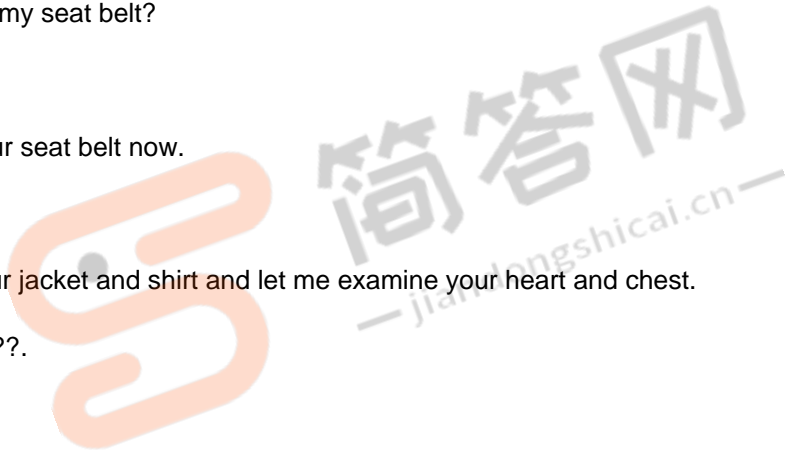 my seat belt?
ur seat belt now.
ur jacket and shirt and let me examine your heart and chest.
??.
简答网
jiandongshicai.cn